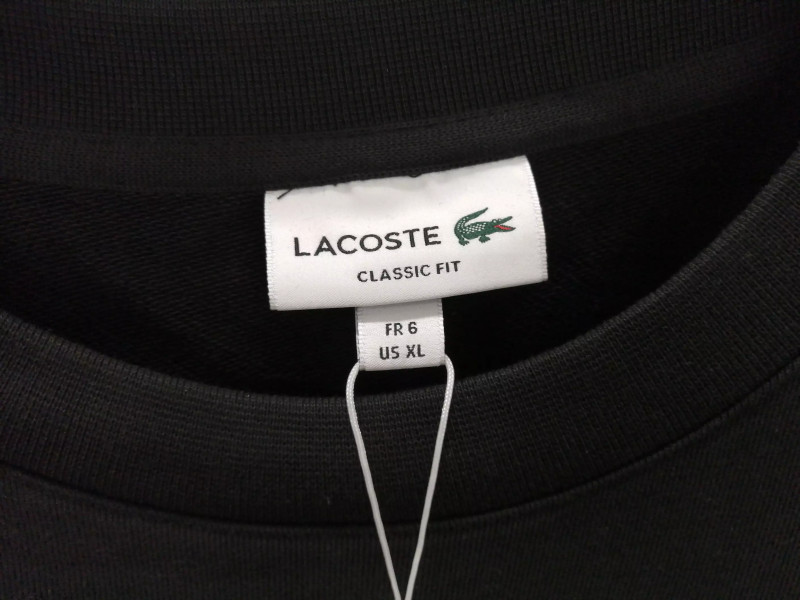 LACOSTE
CLASSIC FIT
FR 6
US XL